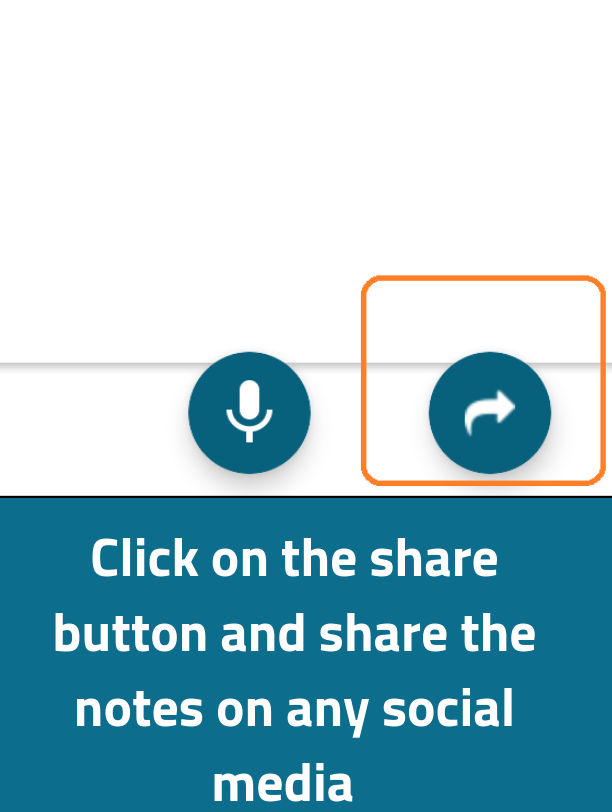 Click on the share
button and share the
notes on any social
media